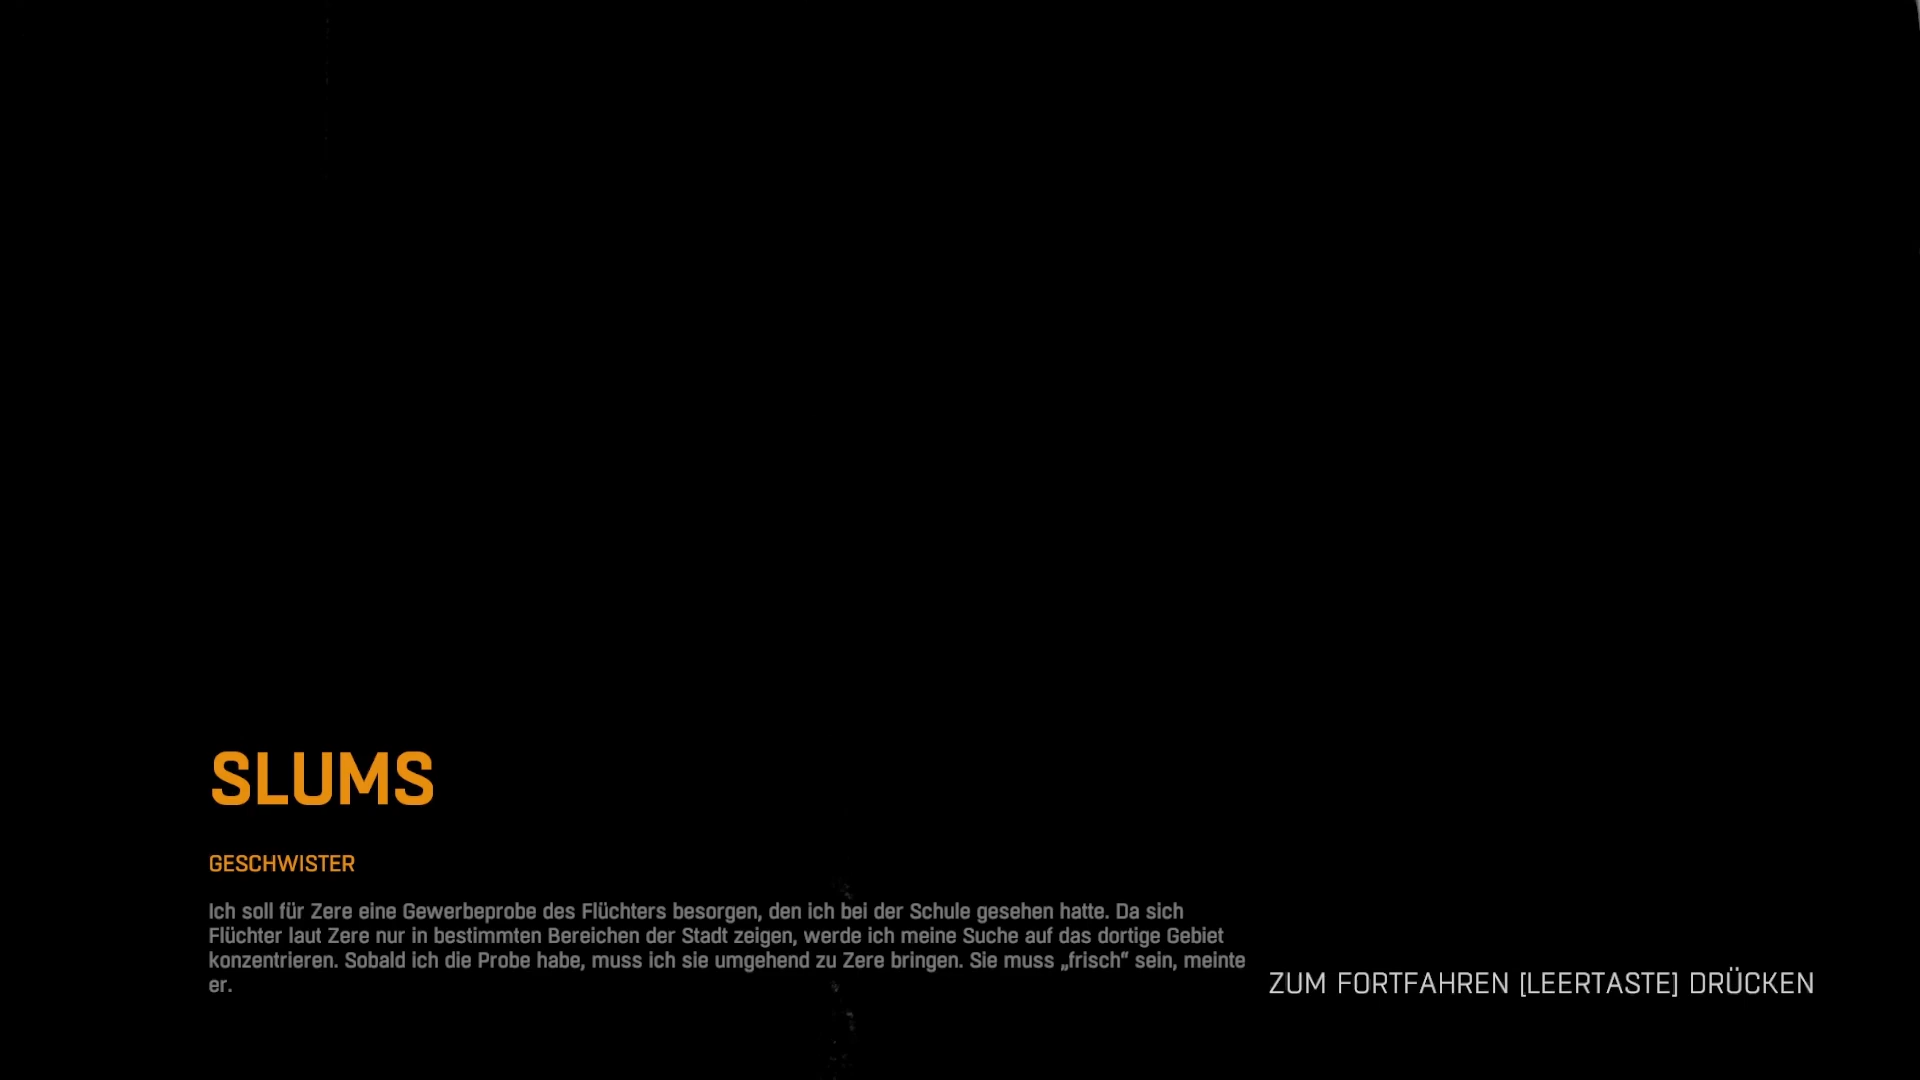 SLUMS
GESCHWISTER
Ich soll für Zere eine Gewerbeprobe des Flüchters besorgen, den ich bei der Schule gesehen hatte. Da sich
Flüchter laut Zere nur in bestimmten Bereichen der Stadt zeigen, werde ich meine Suche auf das dortige Gebiet
konzentrieren. Sobald ich die Probe habe, muss ich sie umgehend zu Zere bringen. Sie muss „frisch“ sein, meinte
er.
ZUM FORTFAHREN [LEERTASTE] DRÜCKEN